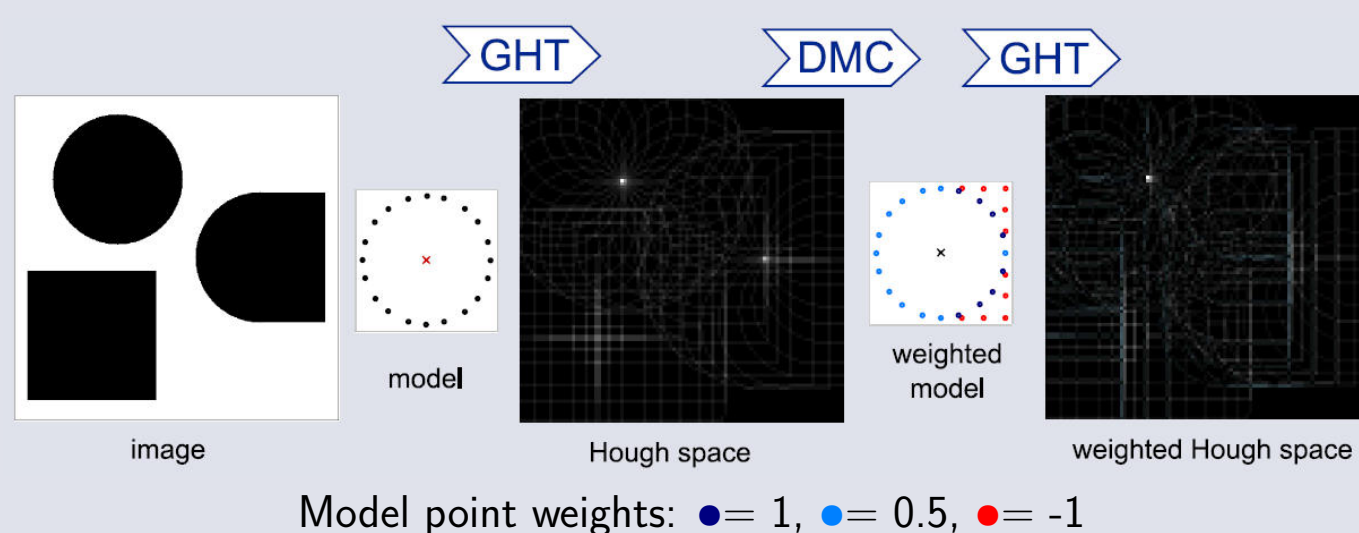 GHT
DMC
GHT
model
weighted
model
image
Hough space
weighted Hough space
Model point weights: ●= 1, ●= 0.5, ●= -1